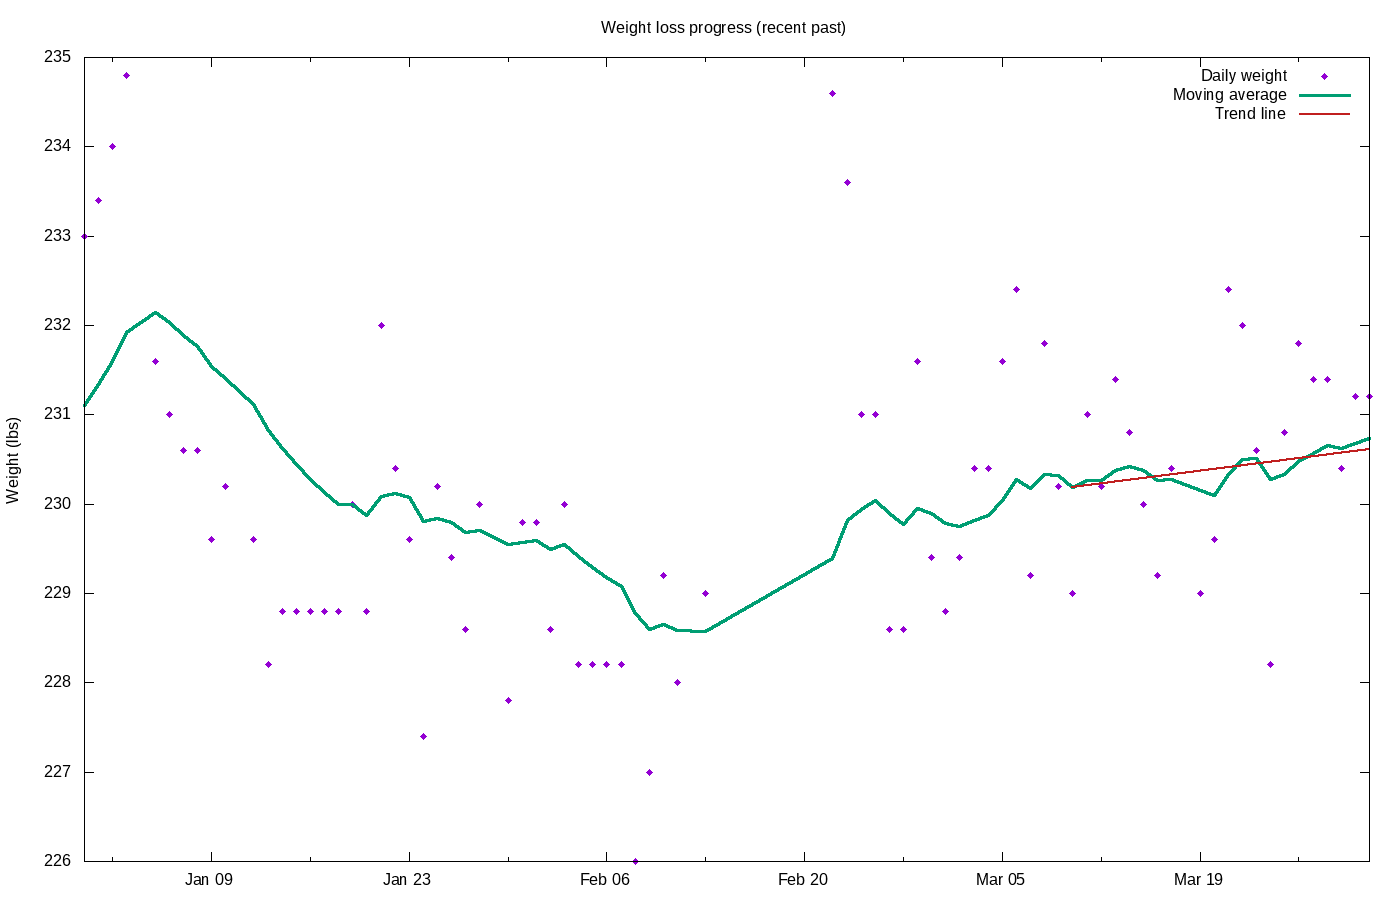 Weight loss progress (recent past)
Daily weight
Moving average
Trend line
Weight (lbs)
235
234
233
232
231
230
229
228
227
226
Jan 09
Jan 23
Feb 06
Feb 20
Mar 05
Mar 19